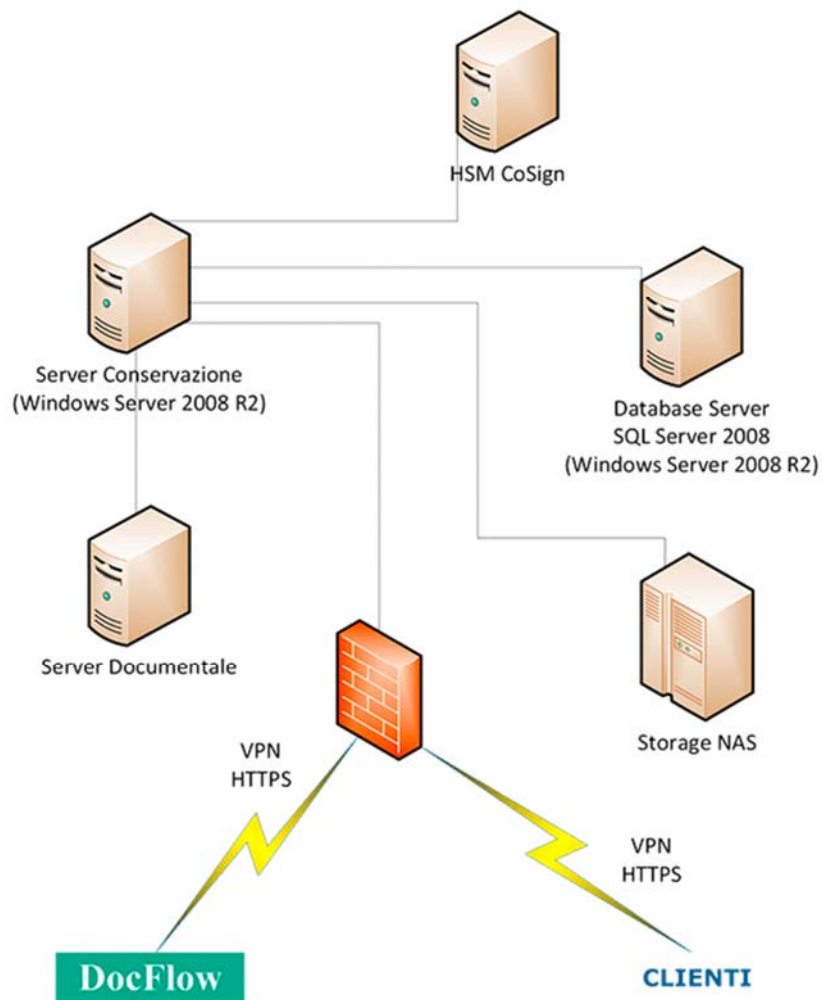 HSM CoSign
Server Conservazione
(Windows Server 2008 R2)
Database Server
SQL Server 2008
(Windows Server 2008 R2)
Server Documentale
Storage NAS
VPN
HTTPS
VPN
HTTPS
DocFlow
CLIENTI